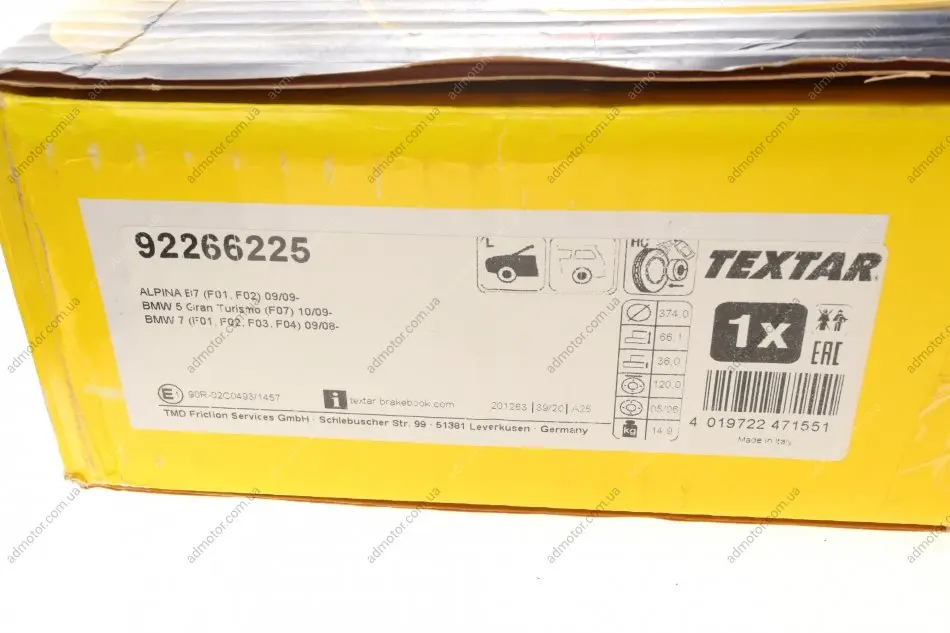 92266225
ALPINA B7 (F01, F02) 09/09-
BMW 5 Gran Turismo (F07) 10/09-
BMW 7 (F01, F02, F03, F04) 09/08-
L
HC
TEXTAR
374,0
66,1
36,0
120,0
05/06
kg 14,9
1x
EAC
E1 90R-02C0493/1457
i textar brakebook.com
201263 39/20 A25
TMD Friction Services GmbH · Schlebuscher Str. 99 · 51381 Leverkusen · Germany
4 019722 471551
Made in Italy
admotor.com.ua